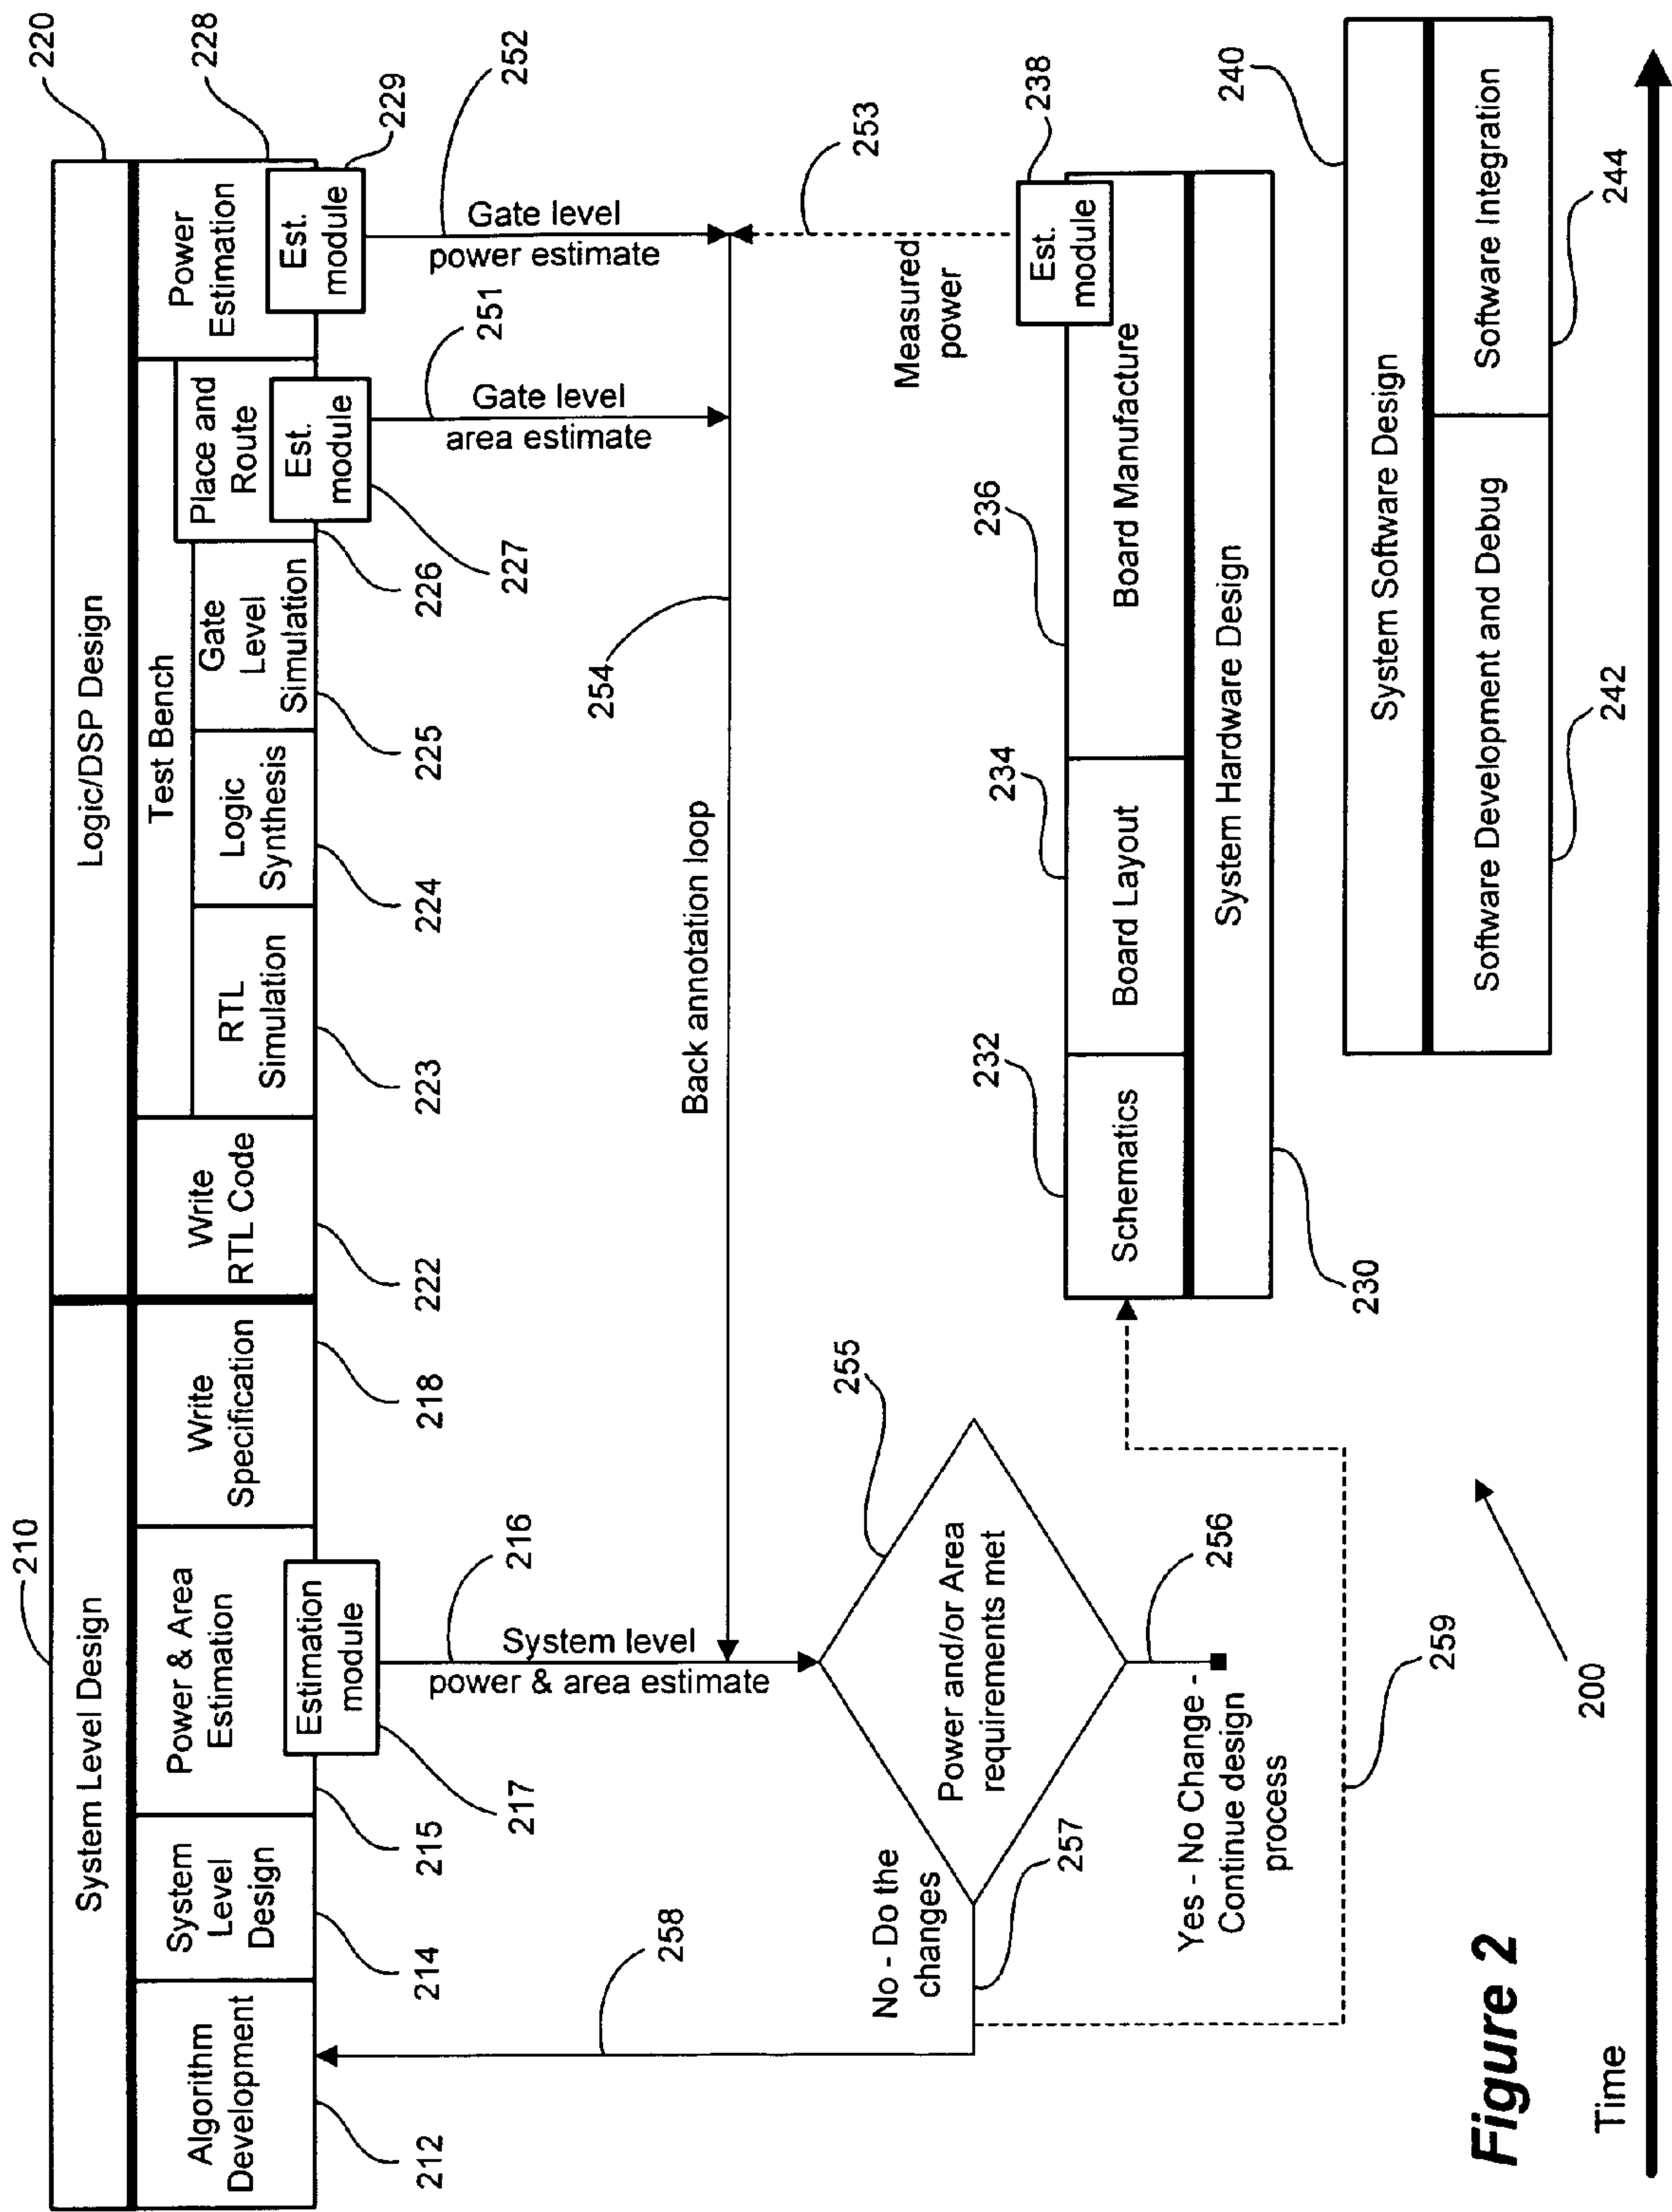 210
220
System Level Design
Logic/DSP Design
Algorithm
Development
System
Level
Design
Power & Area
Estimation
Write
Specification
Write
RTL Code
Test Bench
RTL
Simulation
Logic
Synthesis
Gate
Level
Simulation
Place and
Route
Power
Estimation
228
Estimation
module
Est.
module
Est.
module
229
212
214
215
217
218
222
223
224
225
226
227
216
System level
power & area estimate
251
Gate level
area estimate
252
Gate level
power estimate
258
254
Back annotation loop
253
Measured
power
No - Do the
changes
257
255
Power and/or Area
requirements met
256
Yes - No Change -
Continue design
process
259
232
234
236
238
Est.
module
Schematics
Board Layout
Board Manufacture
System Hardware Design
230
240
System Software Design
Software Development and Debug
Software Integration
242
244
200
Figure 2
Time